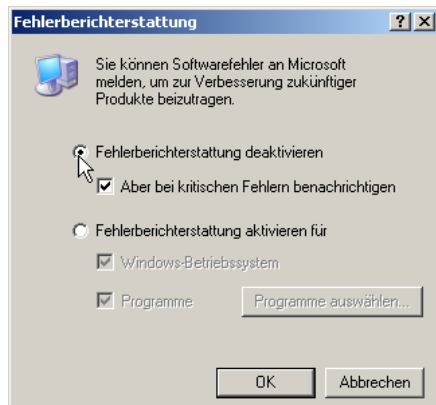 Fehlerberichterstattung
Sie können Softwarefehler an Microsoft
melden, um zur Verbesserung zukünftiger
Produkte beizutragen.
Fehlerberichterstattung deaktivieren
Aber bei kritischen Fehlern benachrichtigen
Fehlerberichterstattung aktivieren für
Windows-Betriebssystem
Programme
Programme auswählen...
OK
Abbrechen